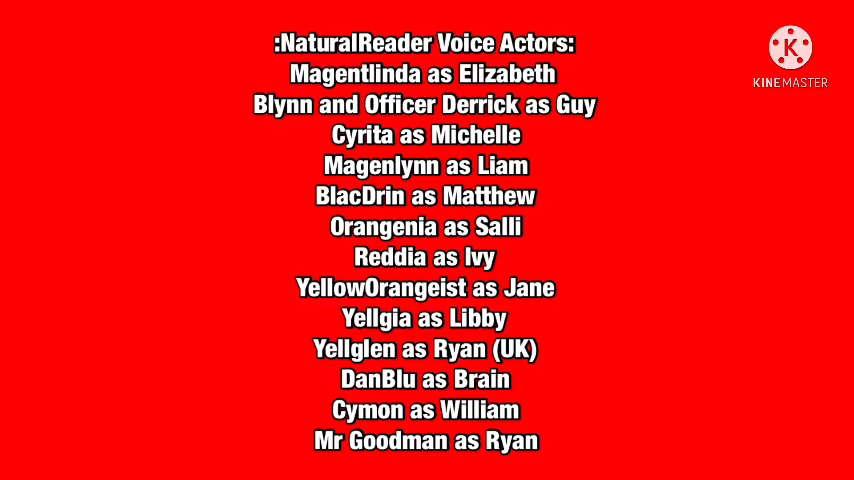 :NaturalReader Voice Actors:
Magentlinda as Elizabeth
Blynn and Officer Derrick as Guy
Cyrita as Michelle
Magenlynn as Liam
BlacDrin as Matthew
Orangenia as Salli
Reddia as Ivy
YellowOrangeist as Jane
Yellgia as Libby
Yellglen as Ryan (UK)
DanBlu as Brain
Cymon as William
Mr Goodman as Ryan
K
KINEMASTER